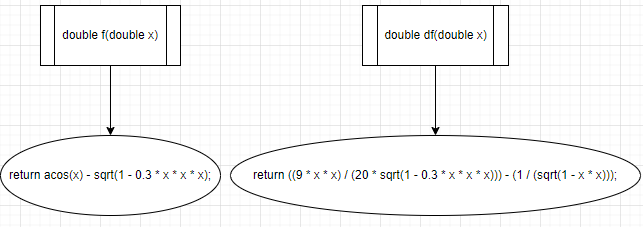 double f(double x)
double df(double x)
return acos(x) - sqrt(1 - 0.3 * x * x * x);
return ((9 * x * x) / (20 * sqrt(1 - 0.3 * x * x * x))) - (1 / (sqrt(1 - x * x)));